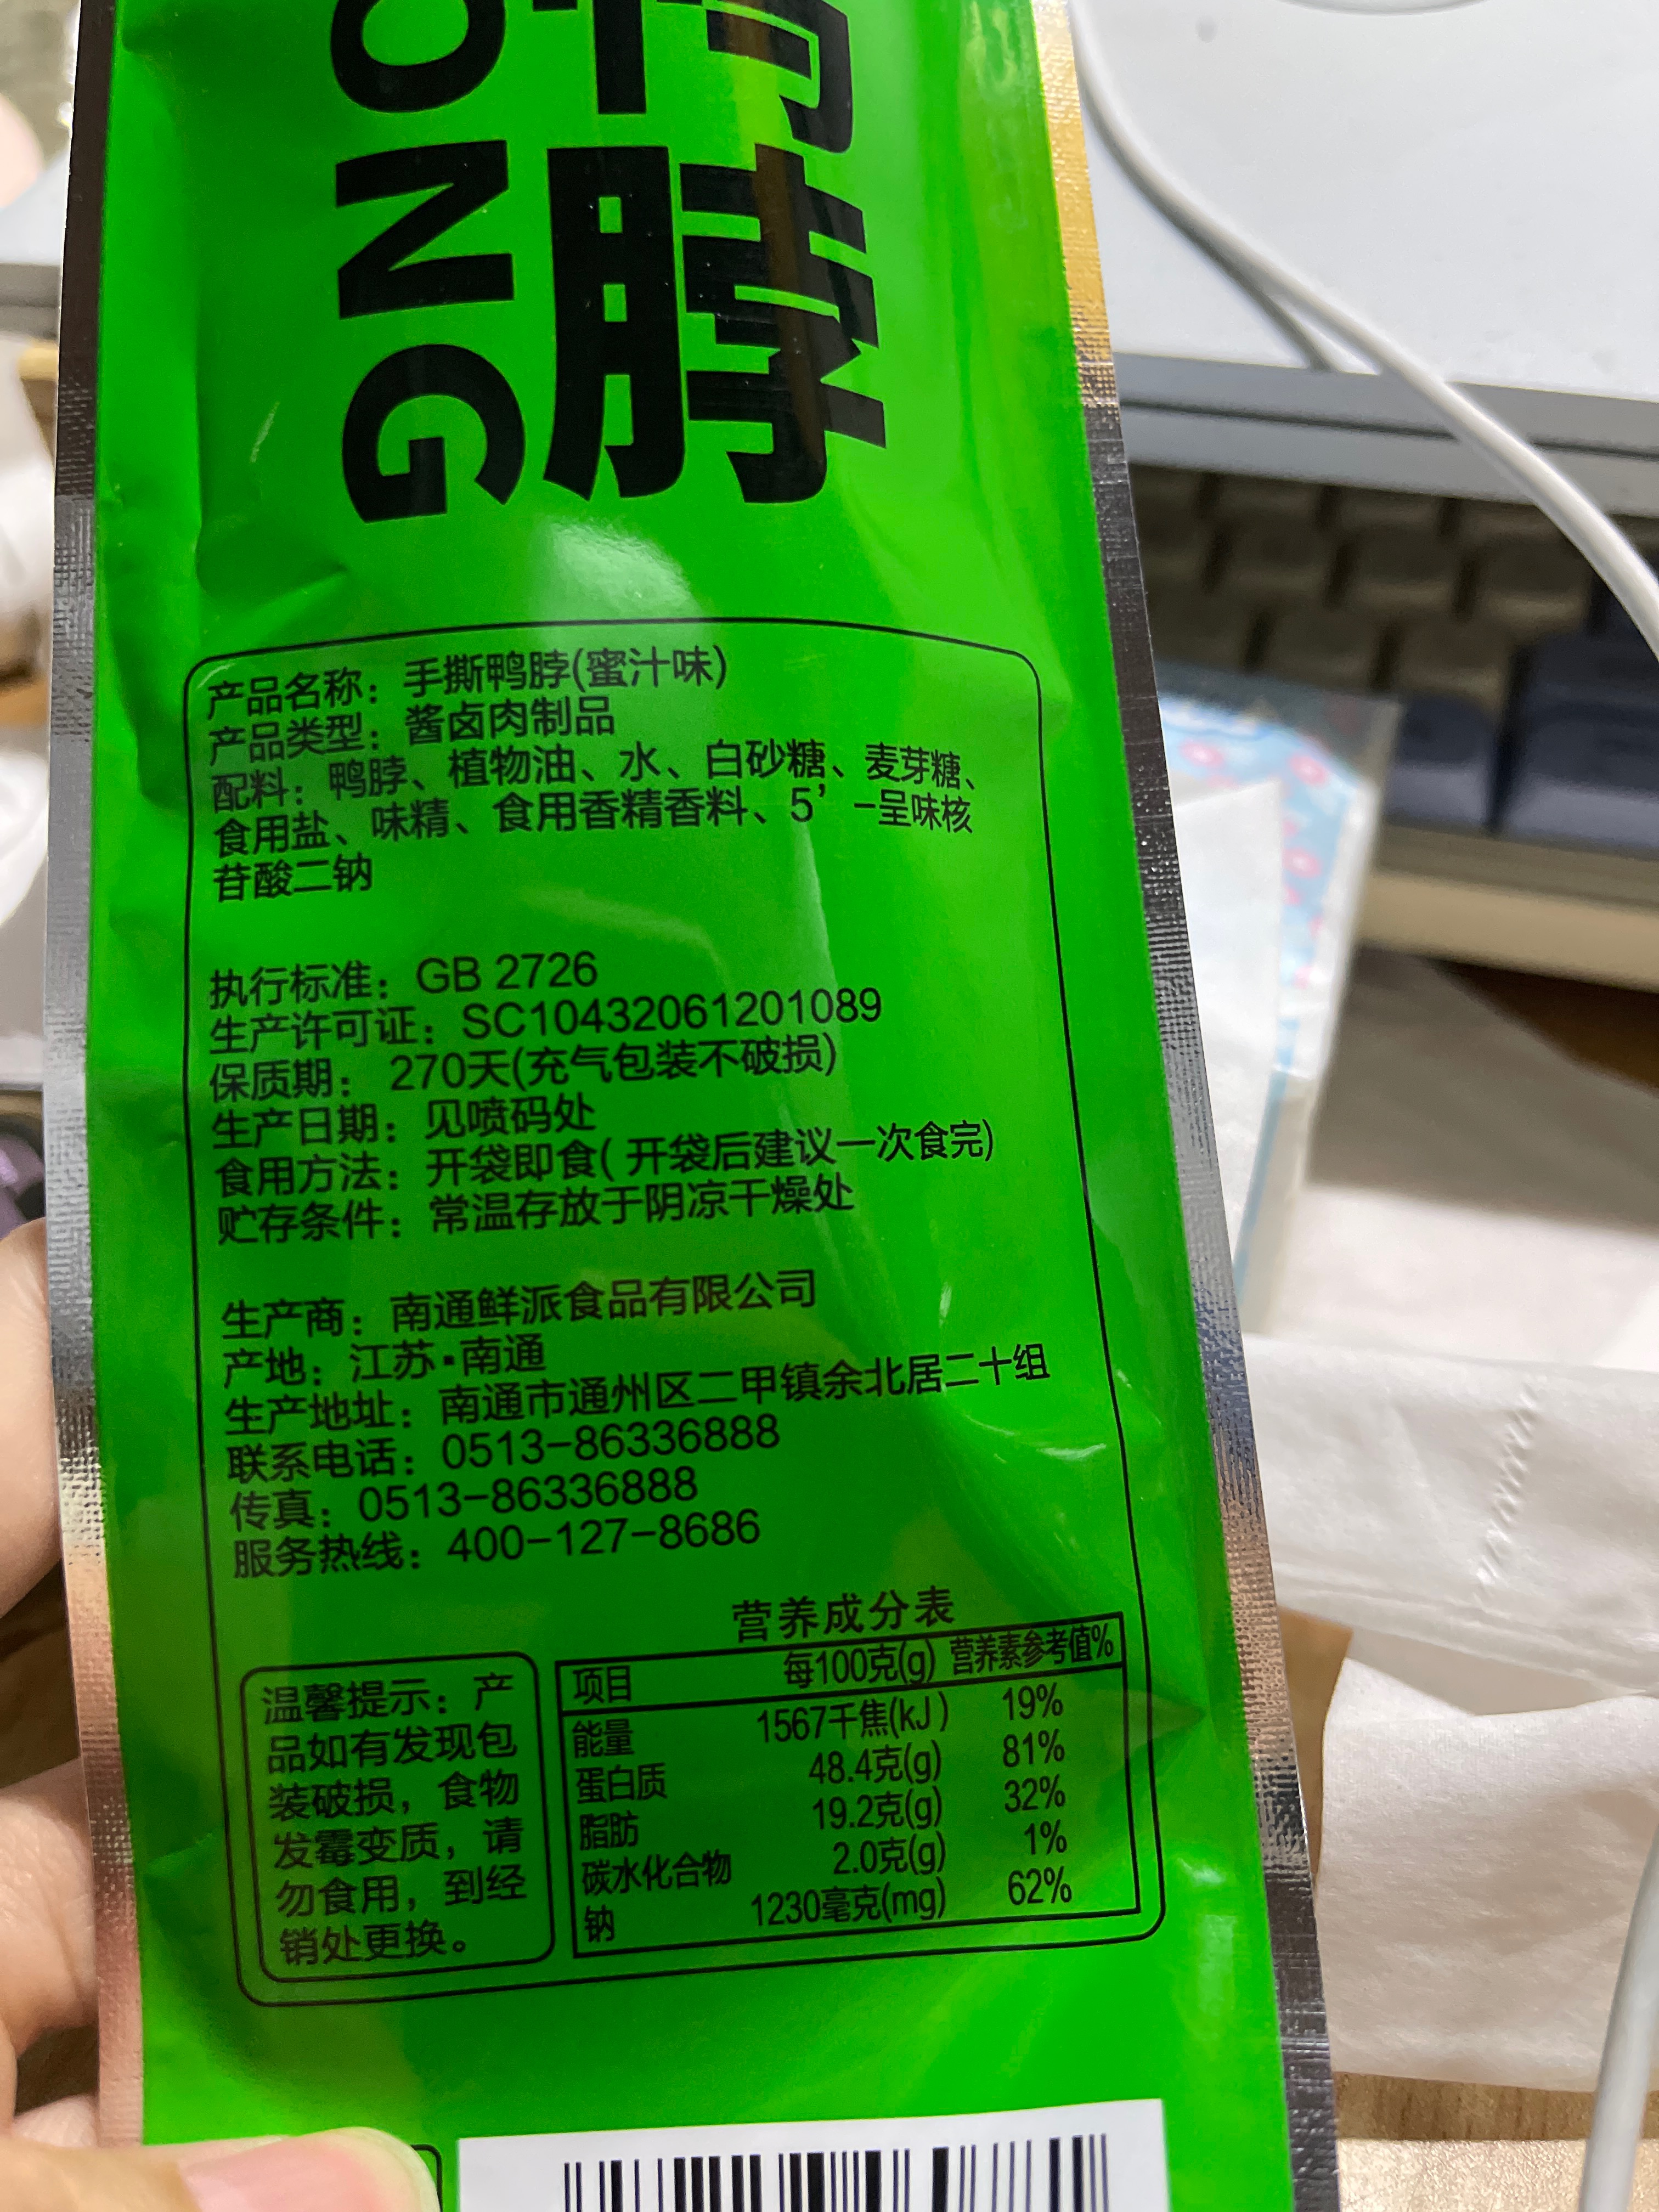 ONG
脖
产品名称：手撕鸭脖(蜜汁味)
产品类型：酱卤肉制品
配料：鸭脖、植物油、水、白砂糖、麦芽糖、
食用盐、味精、食用香精香料、5’-呈味核
苷酸二钠
执行标准：GB 2726
生产许可证：SC10432061201089
保质期：270天(充气包装不破损)
生产日期：见喷码处
食用方法：开袋即食(开袋后建议一次食完)
贮存条件：常温存放于阴凉干燥处
生产商：南通鲜派食品有限公司
产地：江苏·南通
生产地址：南通市通州区二甲镇余北居二十组
联系电话：0513-86336888
传真：0513-86336888
服务热线：400-127-8686
温馨提示：产
品如有发现包
装破损，食物
发霉变质，请
勿食用，到经
销处更换。
营养成分表
项目 每100克(g) 营养素参考值%
能量 1567千焦(kJ) 19%
蛋白质 48.4克(g) 81%
脂肪 19.2克(g) 32%
碳水化合物 2.0克(g) 1%
钠 1230毫克(mg) 62%